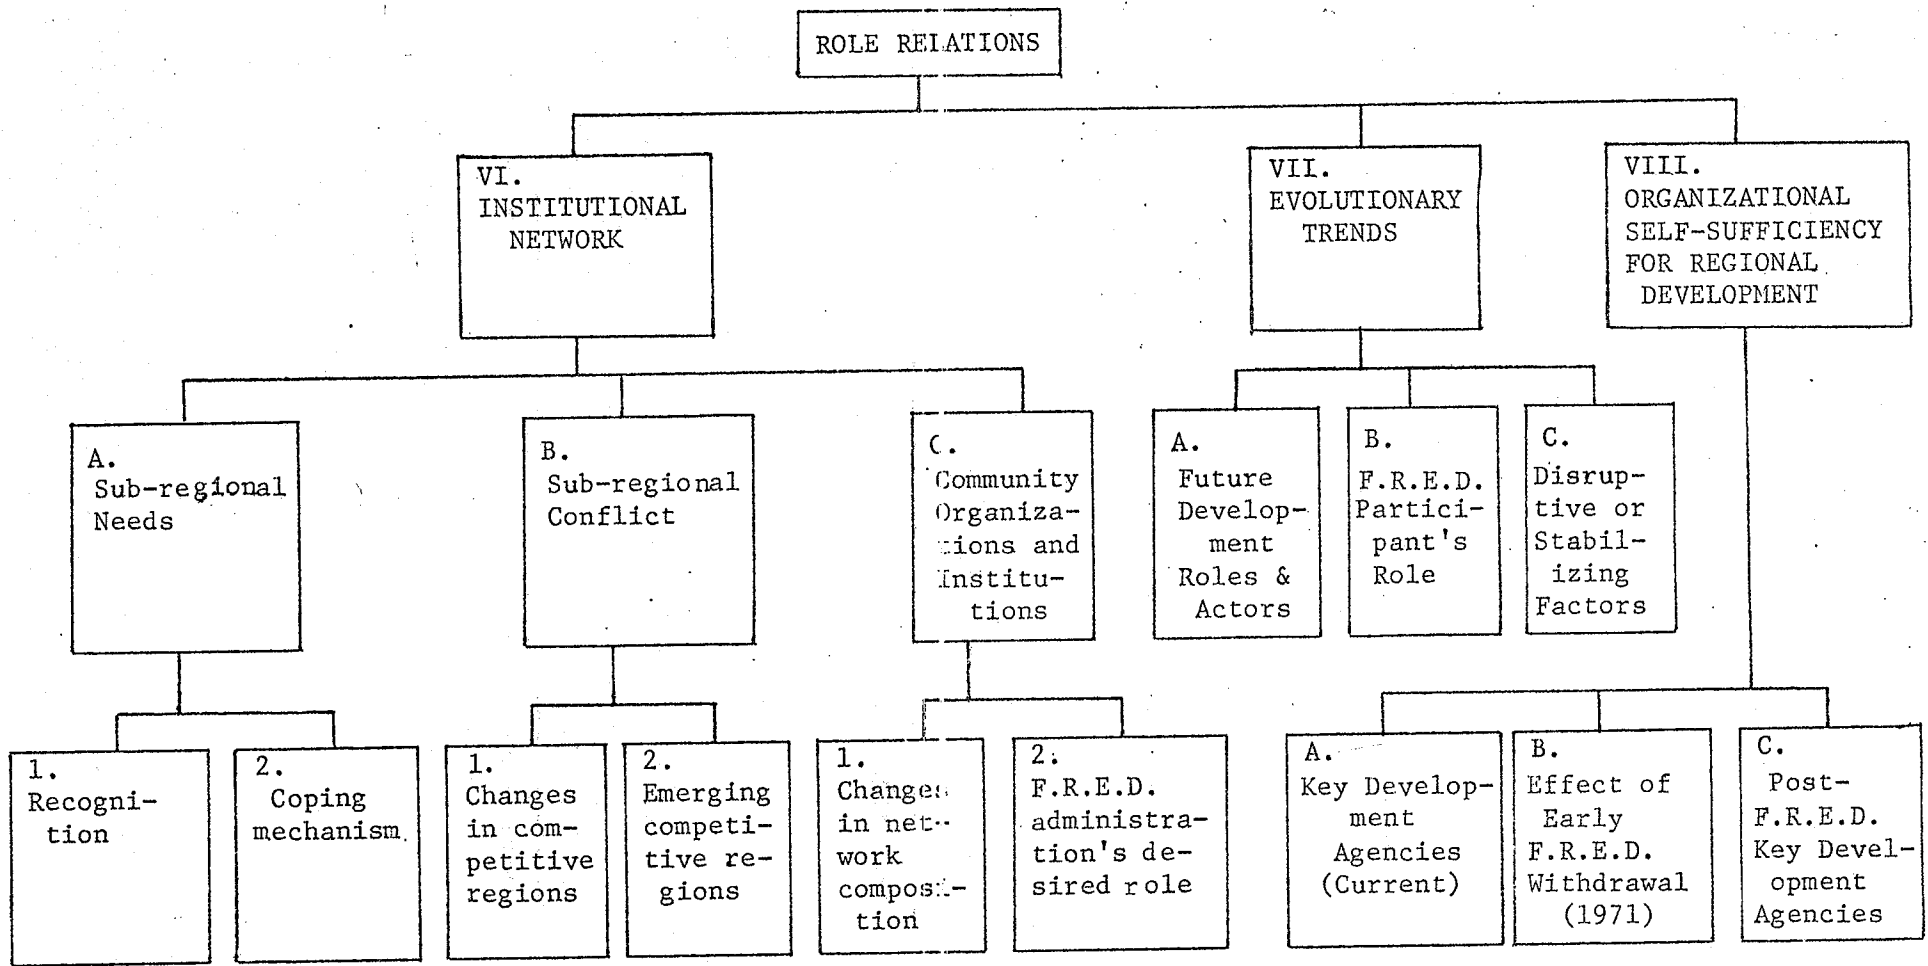 ROLE RELATIONS
VI.
INSTITUTIONAL
NETWORK
VII.
EVOLUTIONARY
TRENDS
VIII.
ORGANIZATIONAL
SELF-SUFFICIENCY
FOR REGIONAL
DEVELOPMENT
A.
Sub-regional
Needs
B.
Sub-regional
Conflict
C.
Community
Organiza-
tions and
Institu-
tions
A.
Future
Develop-
ment
Roles &
Actors
B.
F.R.E.D.
Partici-
pant's
Role
C.
Disrup-
tive or
Stabil-
izing
Factors
1.
Recogni-
tion
2.
Coping
mechanism
1.
Changes
in com-
petitive
regions
2.
Emerging
competi-
tive re-
gions
1.
Changes
in net-
work
composi-
tion
2.
F.R.E.D.
administra-
tion's de-
sired role
A.
Key Develop-
ment
Agencies
(Current)
B.
Effect of
Early
F.R.E.D.
Withdrawal
(1971)
C.
Post-
F.R.E.D.
Key Devel-
opment
Agencies